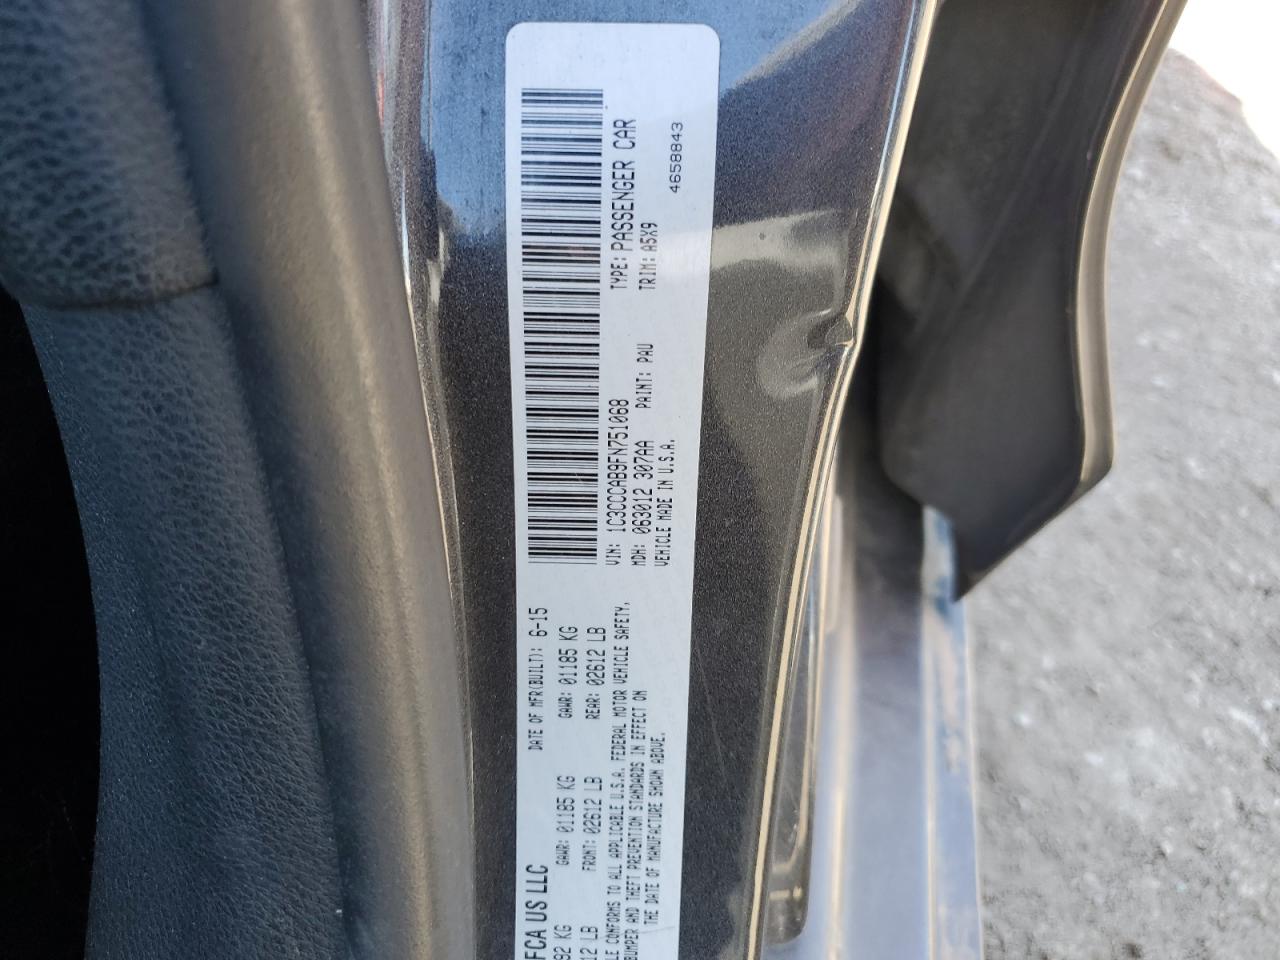 FCA US LLC
DATE OF MFR(BUILT): 6-15
92 KG
GAWR: 01185 KG
GAWR: 01185 KG
12 LB
FRONT: 02612 LB
REAR: 02612 LB
LE CONFORMS TO ALL APPLICABLE U.S.A. FEDERAL MOTOR VEHICLE SAFETY,
BUMPER AND THEFT PREVENTION STANDARDS IN EFFECT ON
THE DATE OF MANUFACTURE SHOWN ABOVE.
VIN: 1C3CCCAB9FN751068
TYPE: PASSENGER CAR
MDH: 063012 307AA
PAINT: PAU
TRIM: A5X9
VEHICLE MADE IN U.S.A.
4658843